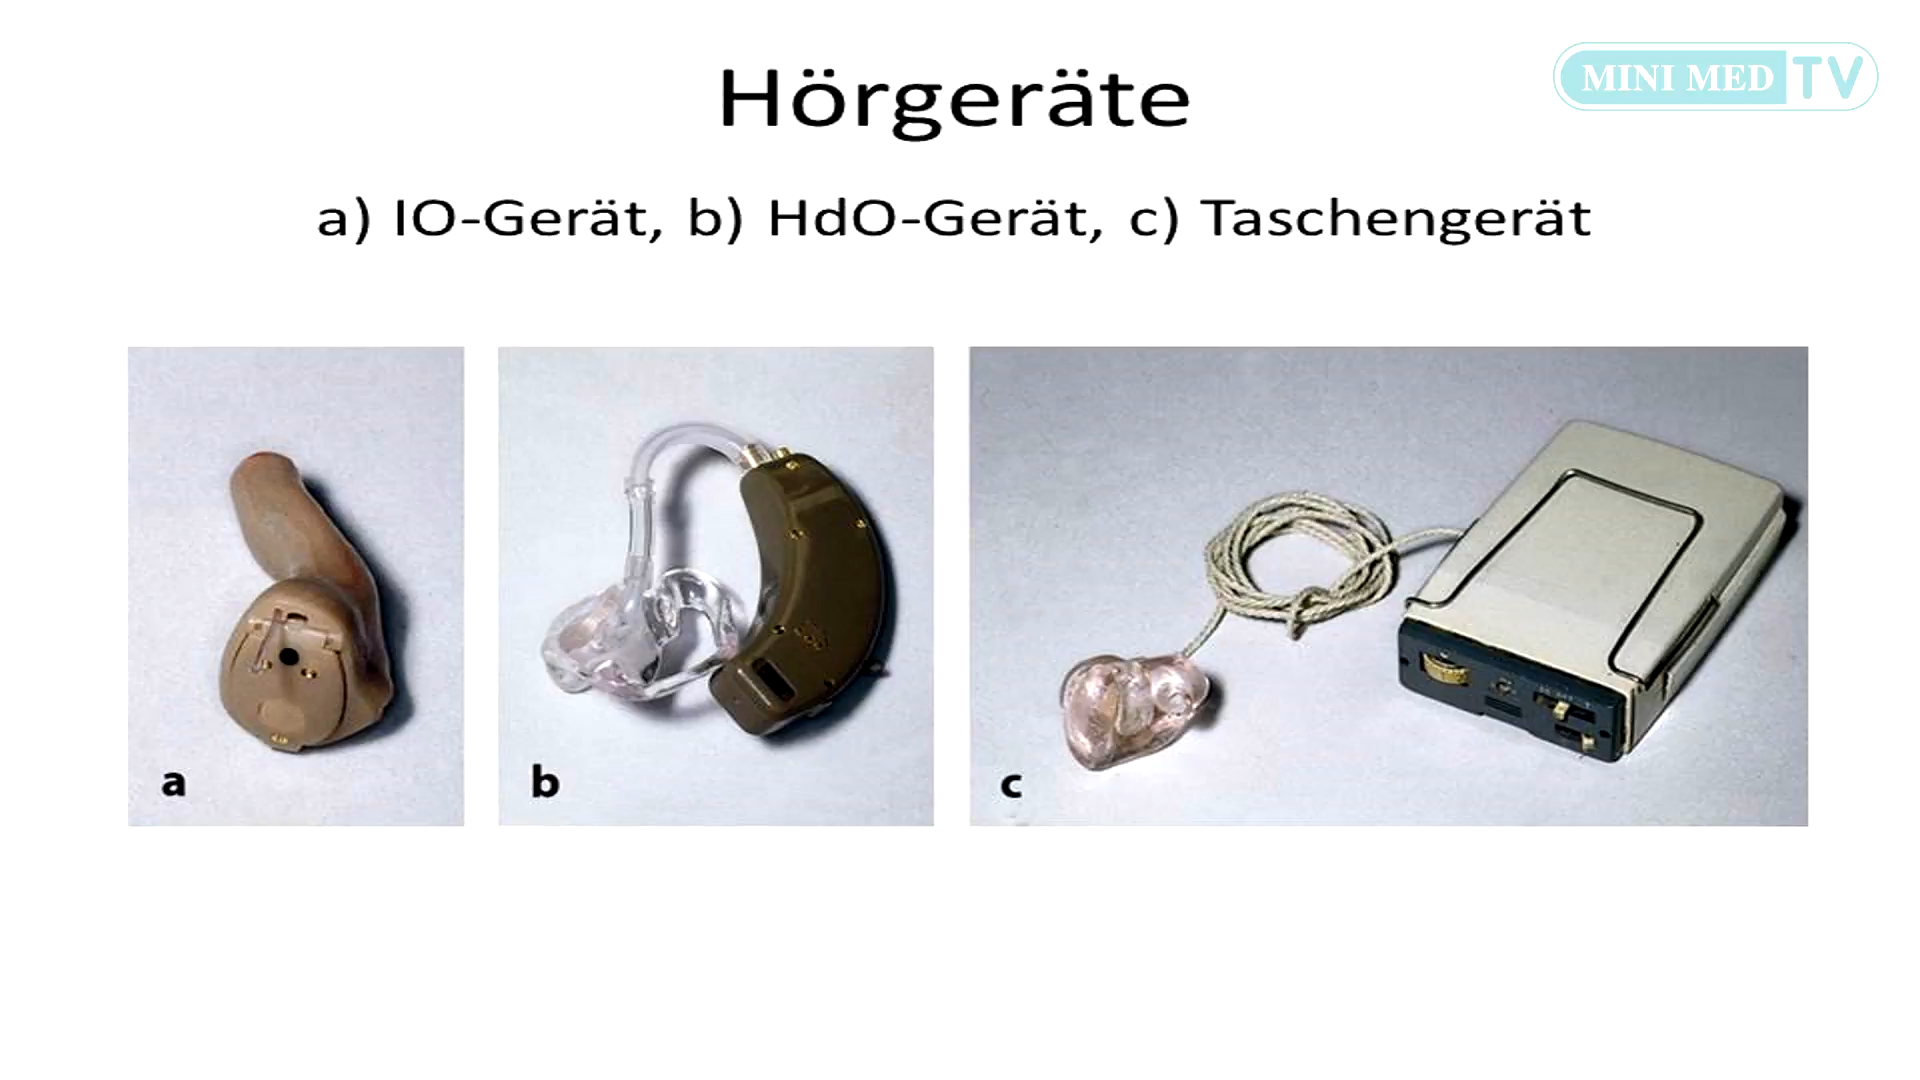 Hörgeräte
MINI MED TV
a) IO-Gerät, b) HdO-Gerät, c) Taschengerät
a
b
c